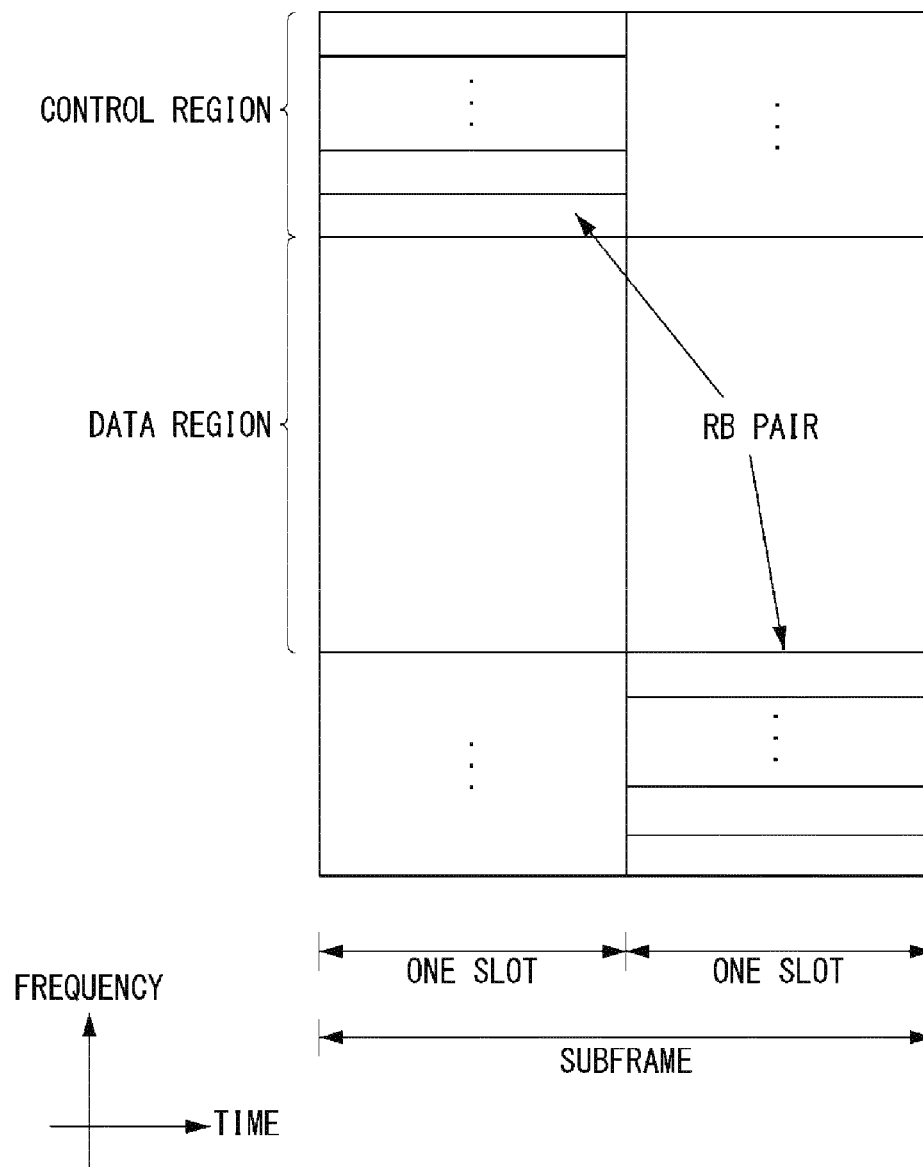 CONTROL REGION
DATA REGION
RB PAIR
ONE SLOT
ONE SLOT
SUBFRAME
FREQUENCY
TIME